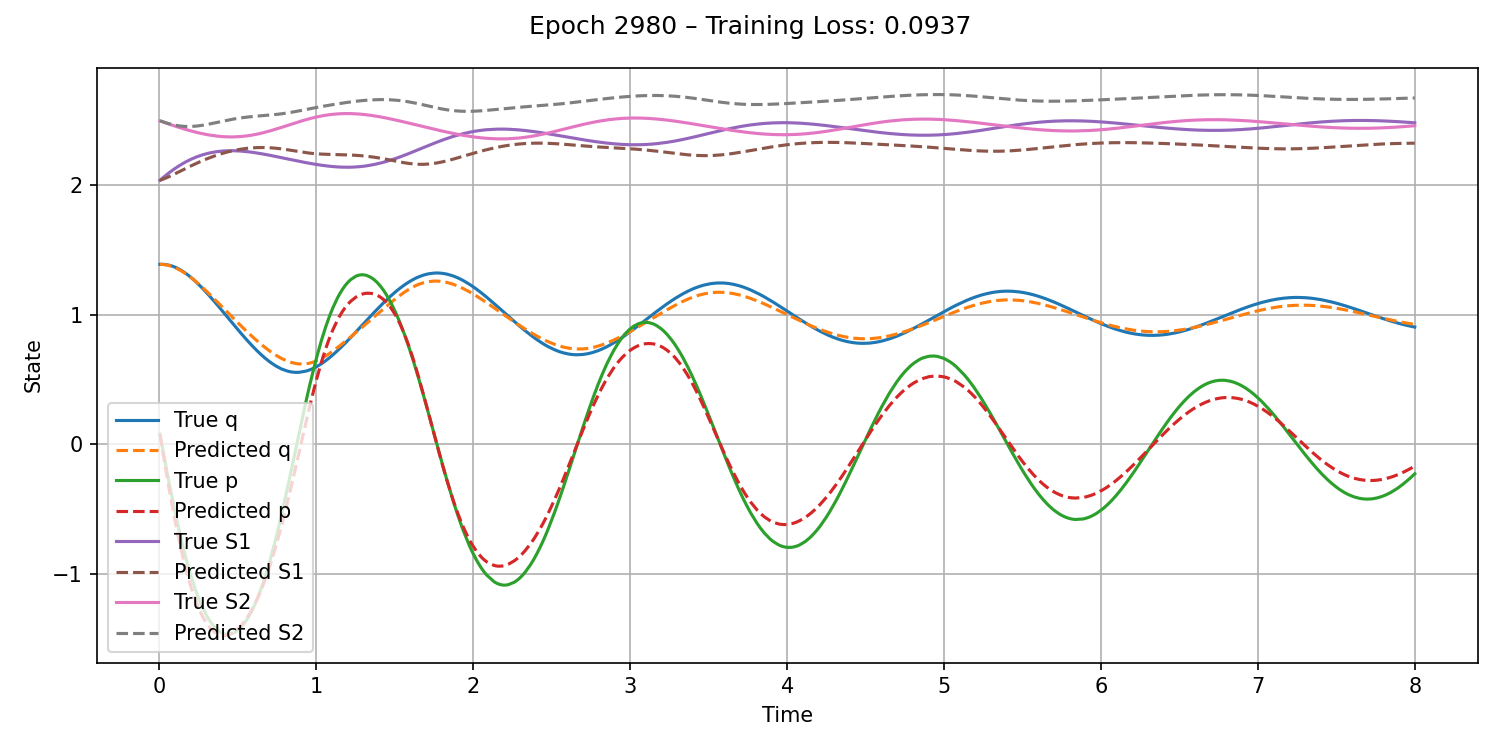 Epoch 2980 – Training Loss: 0.0937
2
1
0
−1
State
True q
Predicted q
True p
Predicted p
True S1
Predicted S1
True S2
Predicted S2
0 1 2 3 4 5 6 7 8
Time